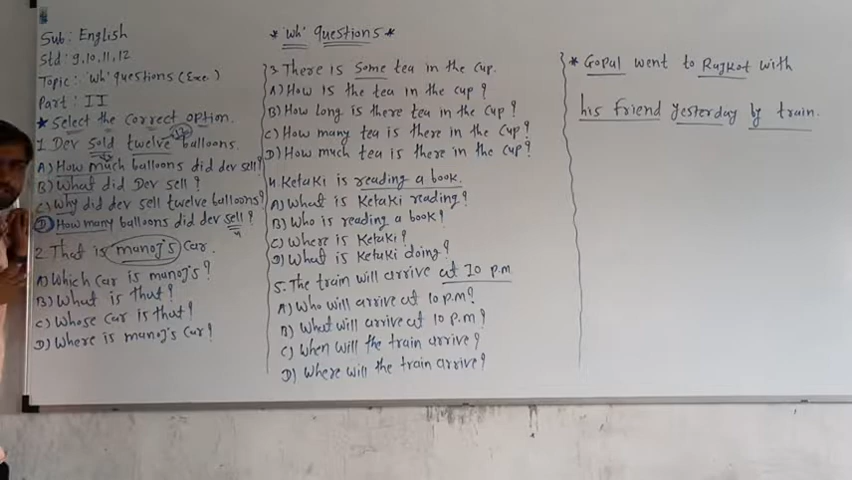 Sub: English
Std: 9,10,11,12
Topic: 'Wh' questions (Exe.)
Part: II
★ Select the correct option.
1. Dev sold twelve balloons.
A) How much balloons did dev sell?
B) What did Dev sell?
C) Why did dev sell twelve balloons?
D) How many balloons did dev sell?
2. That is manoj's car.
A) Which car is manoj's?
B) What is that?
C) Whose car is that?
D) Where is manoj's car?
* 'Wh' questions *
3. There is some tea in the cup.
A) How is the tea in the cup?
B) How long is there tea in the cup?
C) How many tea is there in the cup?
D) How much tea is there in the cup?
4. Ketaki is reading a book.
A) What is Ketaki reading?
B) Who is reading a book?
C) Where is Ketaki?
D) What is Ketaki doing?
5. The train will arrive at 10 p.m
A) Who will arrive at 10 p.m?
B) What will arrive at 10 p.m?
C) When will the train arrive?
D) Where will the train arrive?
* Gopal went to Rajkot with
his friend yesterday by train.